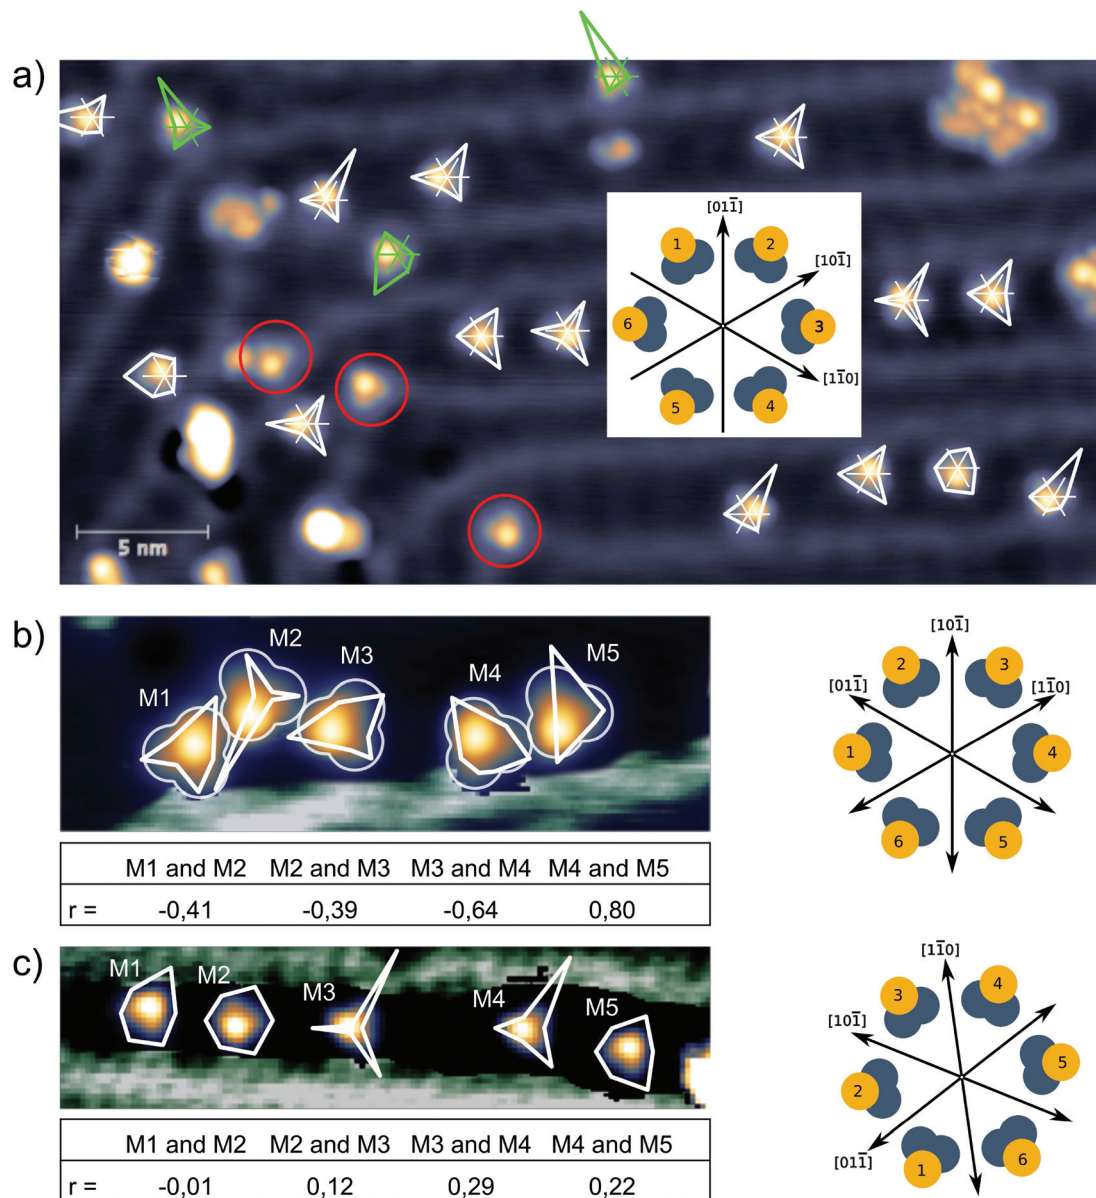 a)
[011̄]
1 2
[101̄]
6 3
[11̄0]
5 4
5 nm
b)
M1 M2 M3 M4 M5
[101̄]
2 3
[011̄] [11̄0]
1 4
6 5
M1 and M2 M2 and M3 M3 and M4 M4 and M5
r = -0,41 -0,39 -0,64 0,80
c)
M1 M2 M3 M4 M5
[11̄0]
3 4
[101̄]
5
2
[011̄]
1 6
M1 and M2 M2 and M3 M3 and M4 M4 and M5
r = -0,01 0,12 0,29 0,22